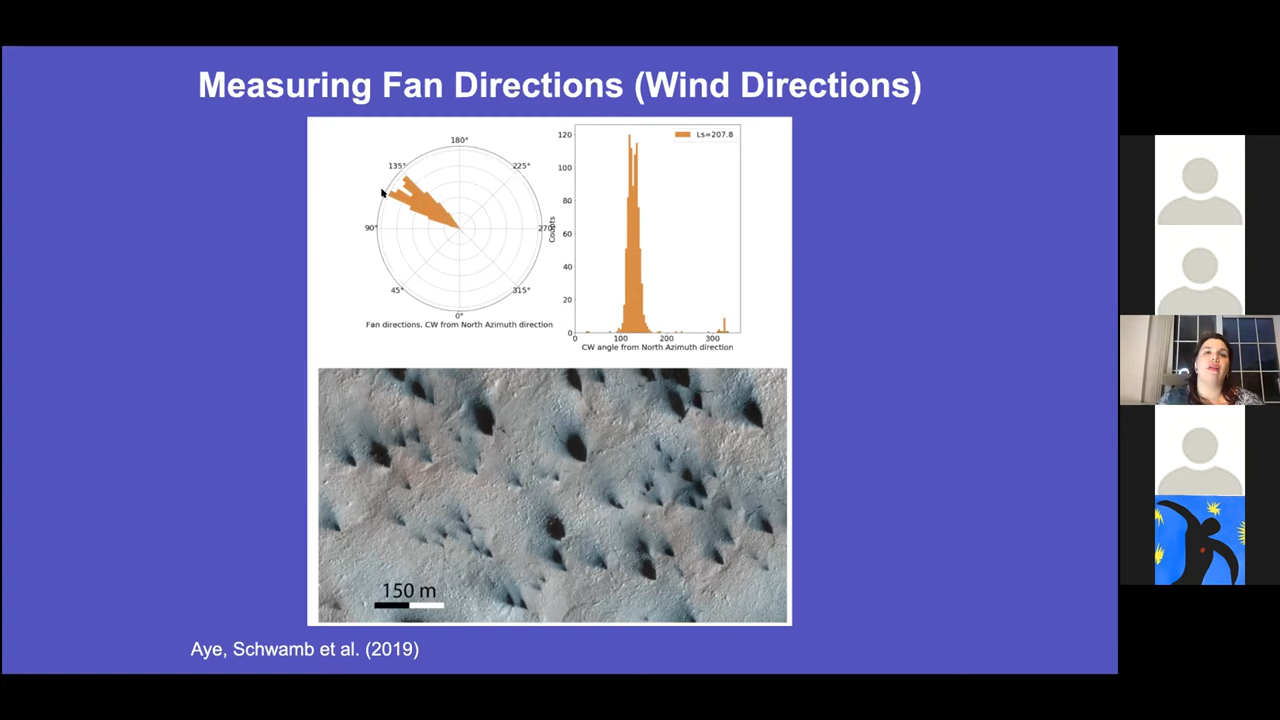 Measuring Fan Directions (Wind Directions)
180°
135°
225°
90°
270°
45°
315°
0°
Fan directions, CW from North Azimuth direction
Ls=207.8
120
100
80
60
40
20
0
Counts
0 100 200 300
CW angle from North Azimuth direction
150 m
Aye, Schwamb et al. (2019)